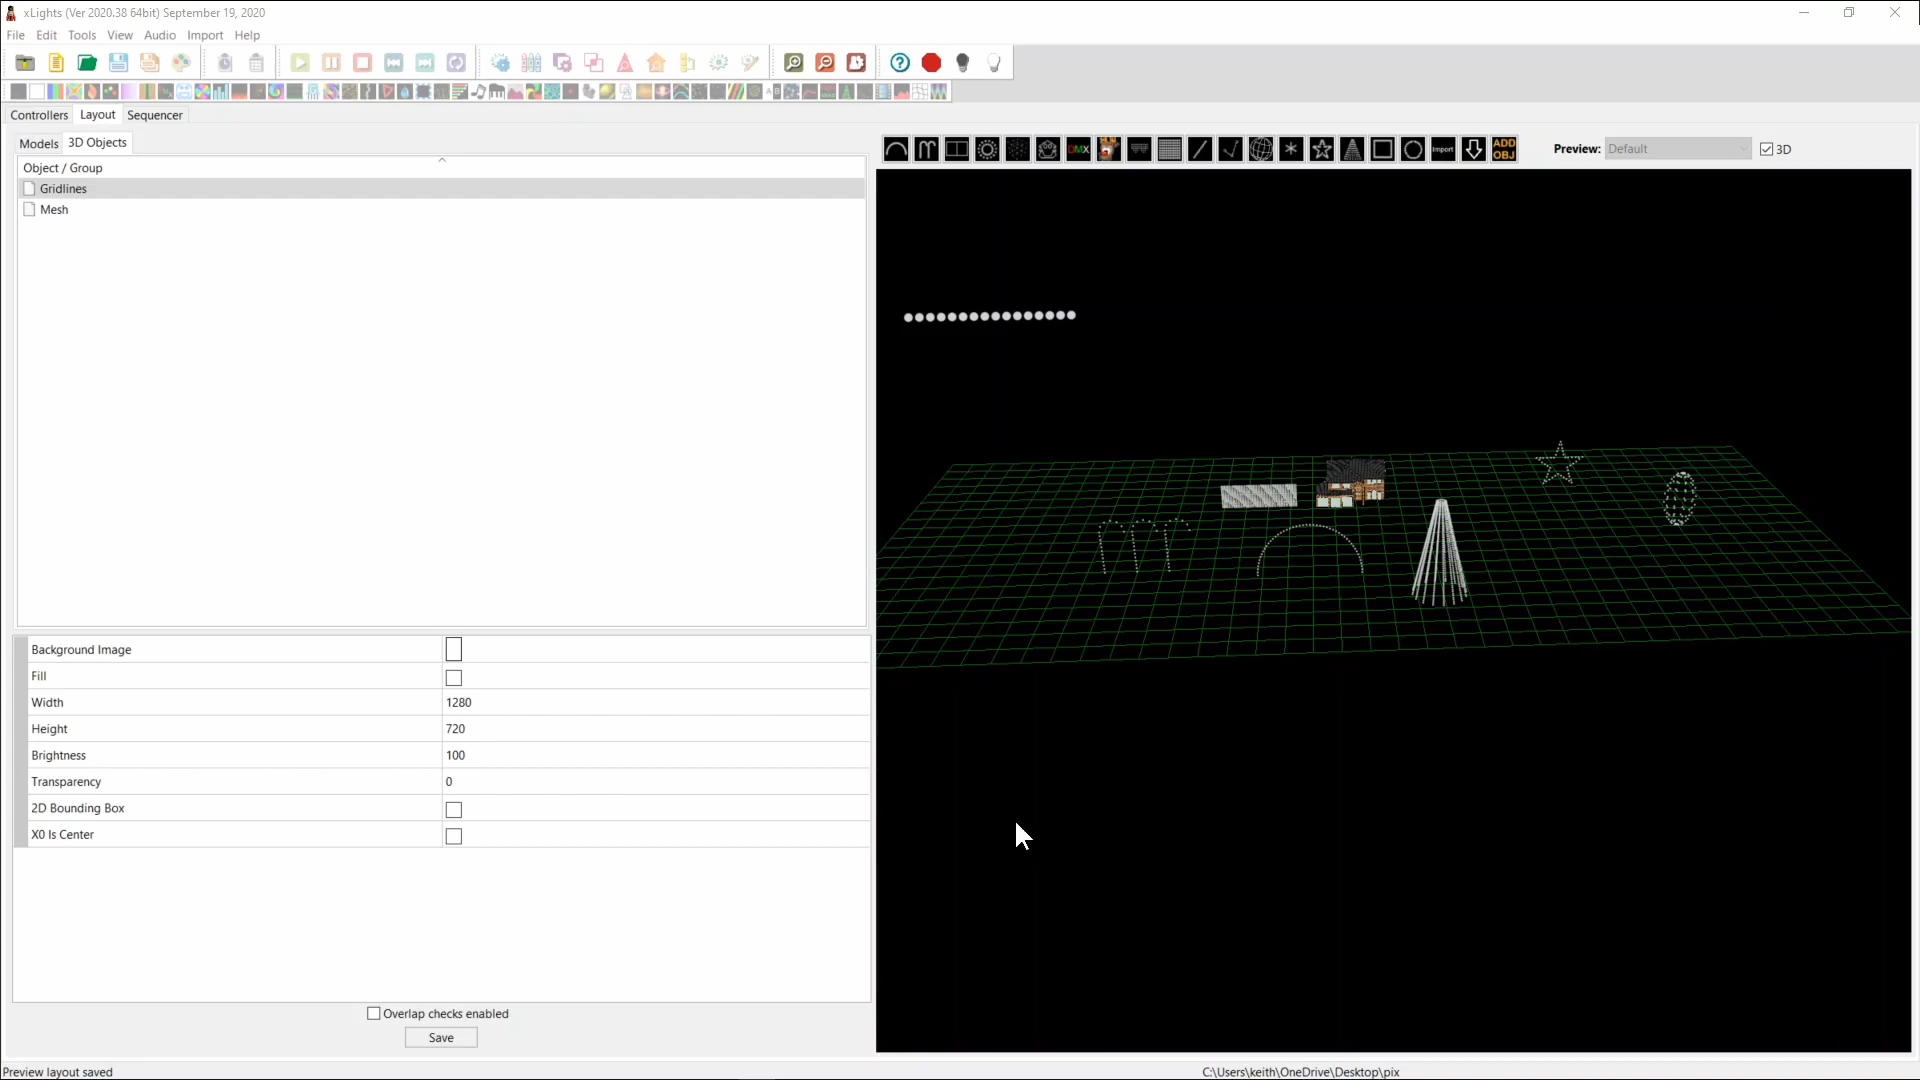 xLights (Ver 2020.38 64bit) September 19, 2020
File Edit Tools View Audio Import Help
Controllers Layout Sequencer
Models 3D Objects
DMX Import ADD OBJ Preview: Default 3D
Object / Group
Gridlines
Mesh
Background Image
Fill
Width 1280
Height 720
Brightness 100
Transparency 0
2D Bounding Box
X0 Is Center
Overlap checks enabled
Save
Preview layout saved C:\Users\keith\OneDrive\Desktop\pix